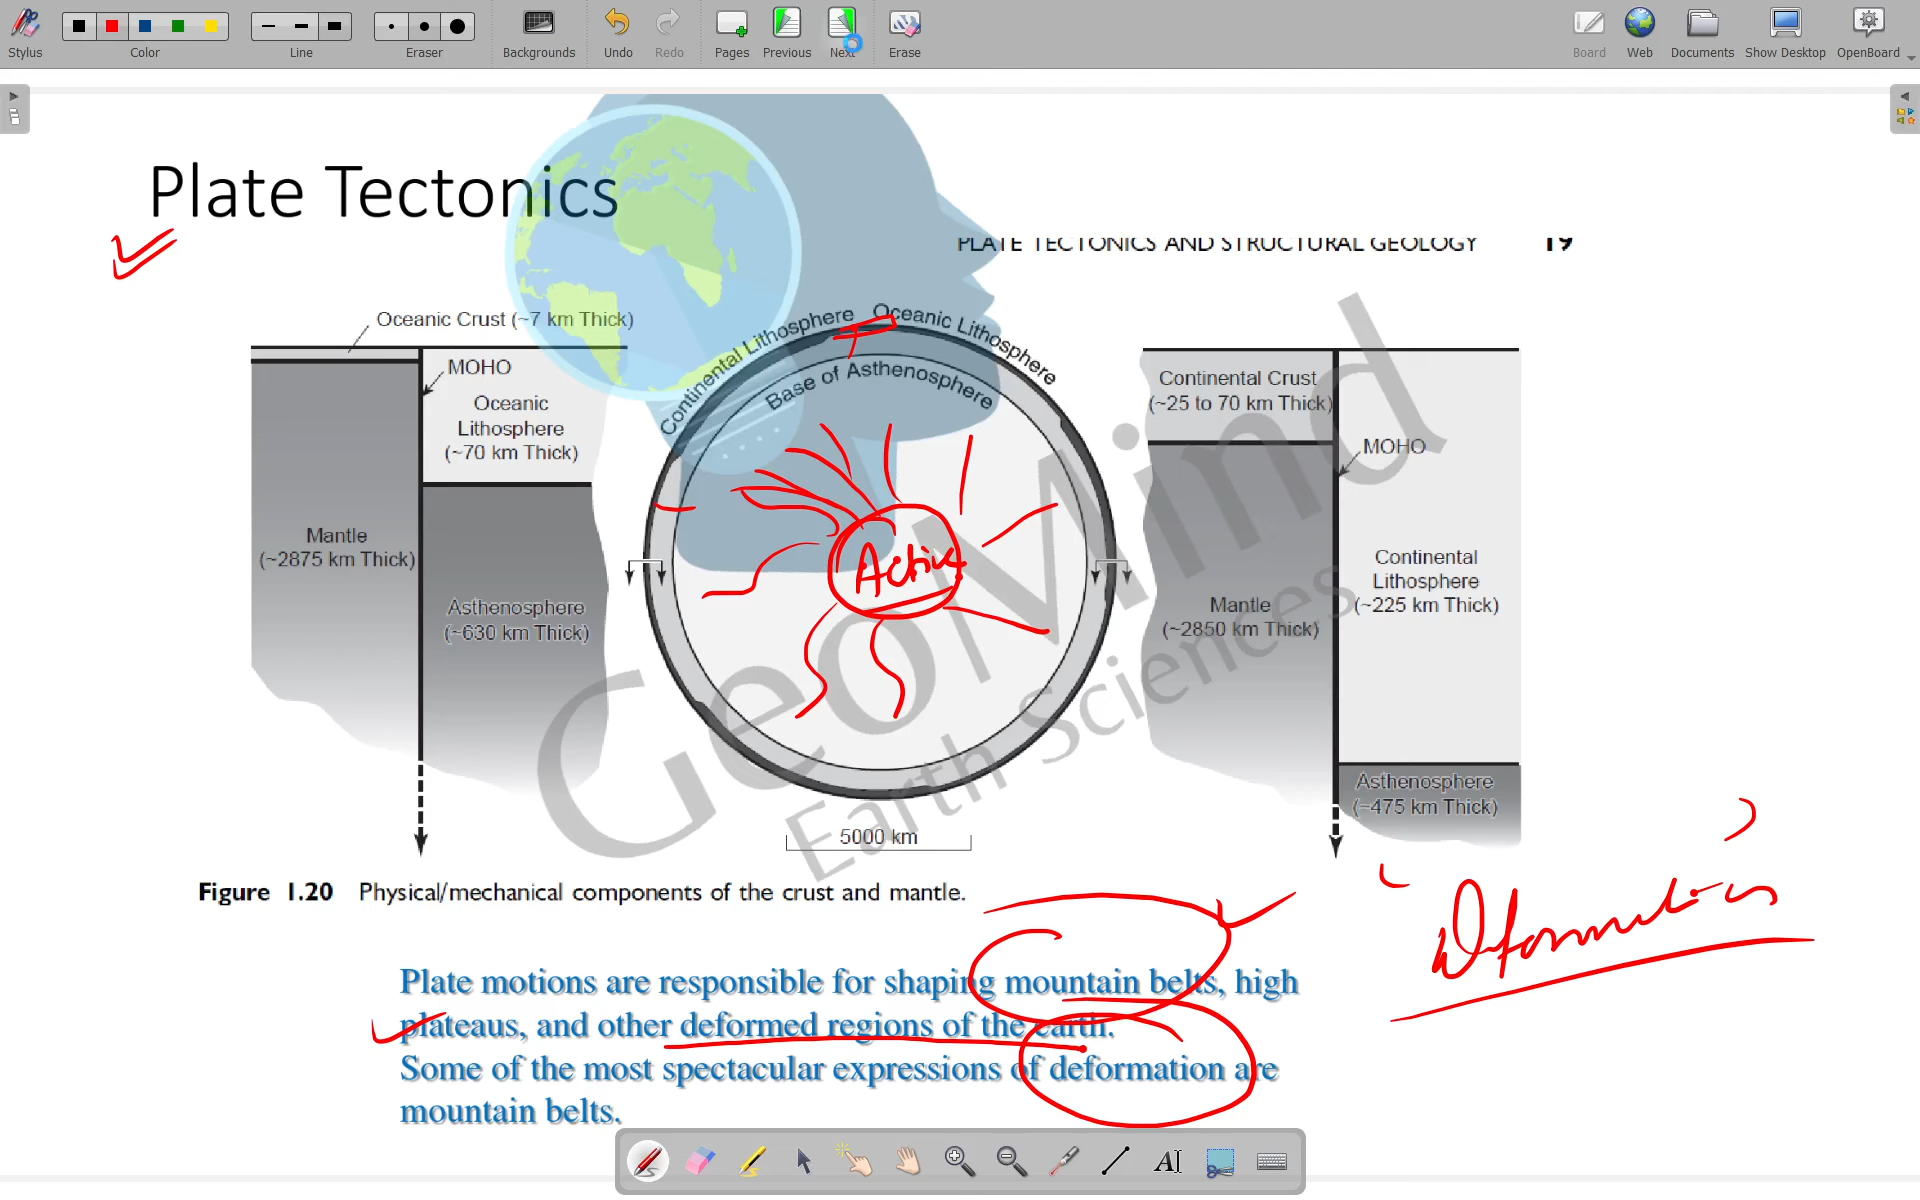 Stylus
Color
Line
Eraser
Backgrounds
Undo
Redo
Pages
Previous
Next
Erase
Board
Web
Documents
Show Desktop
OpenBoard
Plate Tectonics
PLATE TECTONICS AND STRUCTURAL GEOLOGY 19
Oceanic Crust (~7 km Thick)
MOHO
Oceanic
Lithosphere
(~70 km Thick)
Mantle
(~2875 km Thick)
Asthenosphere
(~630 km Thick)
Continental Lithosphere
Oceanic Lithosphere
Base of Asthenosphere
Active
5000 km
Continental Crust
(~25 to 70 km Thick)
MOHO
Mantle
(~2850 km Thick)
Continental
Lithosphere
(~225 km Thick)
Asthenosphere
(~475 km Thick)
GeoMind
Earth Sciences
Figure 1.20 Physical/mechanical components of the crust and mantle.
Plate motions are responsible for shaping mountain belts, high
plateaus, and other deformed regions of the earth.
Some of the most spectacular expressions of deformation are
mountain belts.